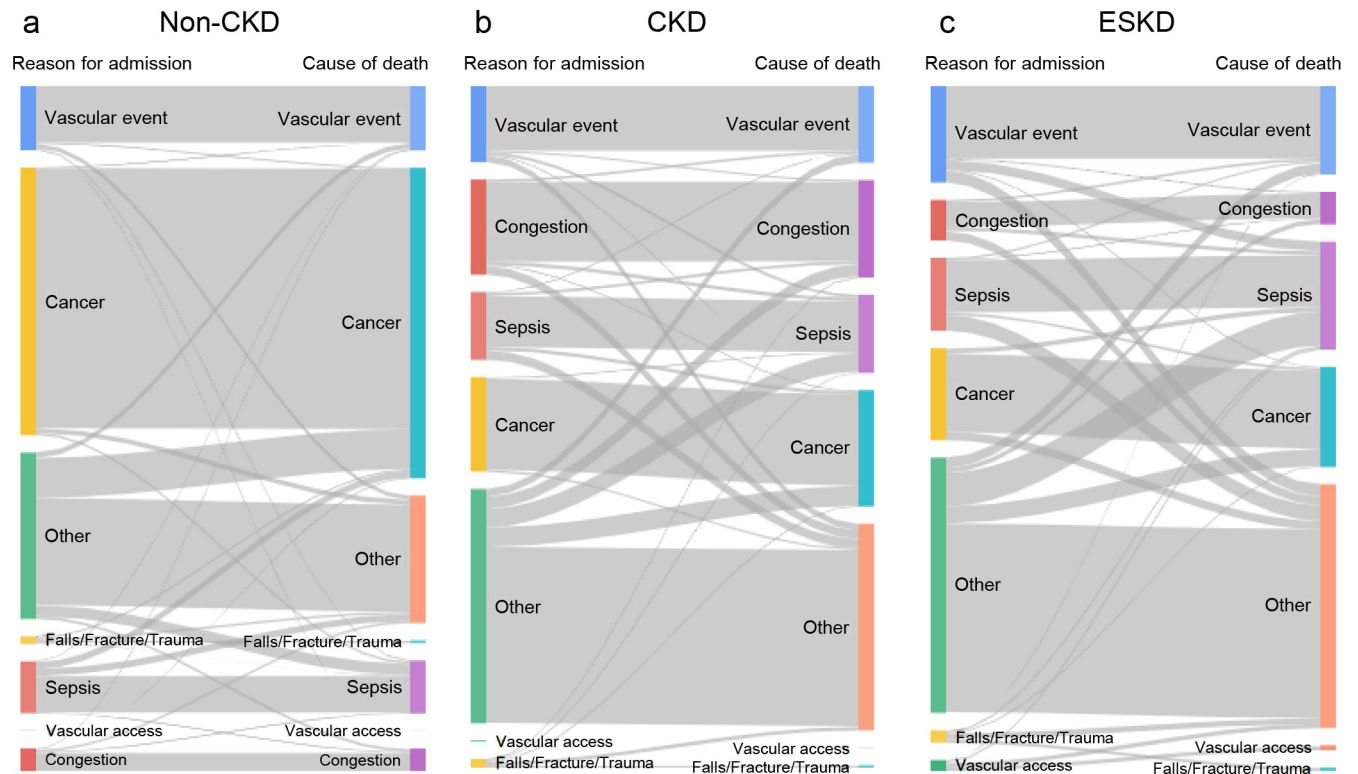 a Non-CKD
Reason for admission Cause of death
Vascular event Vascular event
Cancer
Cancer
Other
Other
Falls/Fracture/Trauma Falls/Fracture/Trauma
Sepsis Sepsis
Vascular access Vascular access
Congestion Congestion
b CKD
Reason for admission Cause of death
Vascular event Vascular event
Congestion Congestion
Sepsis Sepsis
Cancer
Cancer
Other
Other
Vascular access
Vascular access
Falls/Fracture/Trauma Falls/Fracture/Trauma
c ESKD
Reason for admission Cause of death
Vascular event Vascular event
Congestion Congestion
Sepsis Sepsis
Cancer
Cancer
Other
Other
Falls/Fracture/Trauma
Vascular access
Vascular access Falls/Fracture/Trauma